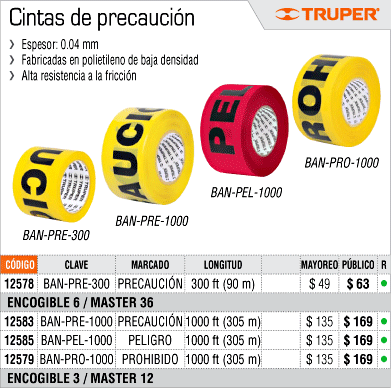 Cintas de precaución
TRUPER
Espesor: 0.04 mm
Fabricadas en polietileno de baja densidad
Alta resistencia a la fricción
UCIÓ
TRUPER
AUCIÓ
TRUPER
PEL
ROHI
BAN-PRE-300
BAN-PRE-1000
BAN-PEL-1000
BAN-PRO-1000
CÓDIGO CLAVE MARCADO LONGITUD MAYOREO PÚBLICO R
12578 BAN-PRE-300 PRECAUCIÓN 300 ft (90 m) $ 49 $ 63
ENCOGIBLE 6 / MASTER 36
12583 BAN-PRE-1000 PRECAUCIÓN 1000 ft (305 m) $ 135 $ 169
12585 BAN-PEL-1000 PELIGRO 1000 ft (305 m) $ 135 $ 169
12579 BAN-PRO-1000 PROHIBIDO 1000 ft (305 m) $ 135 $ 169
ENCOGIBLE 3 / MASTER 12